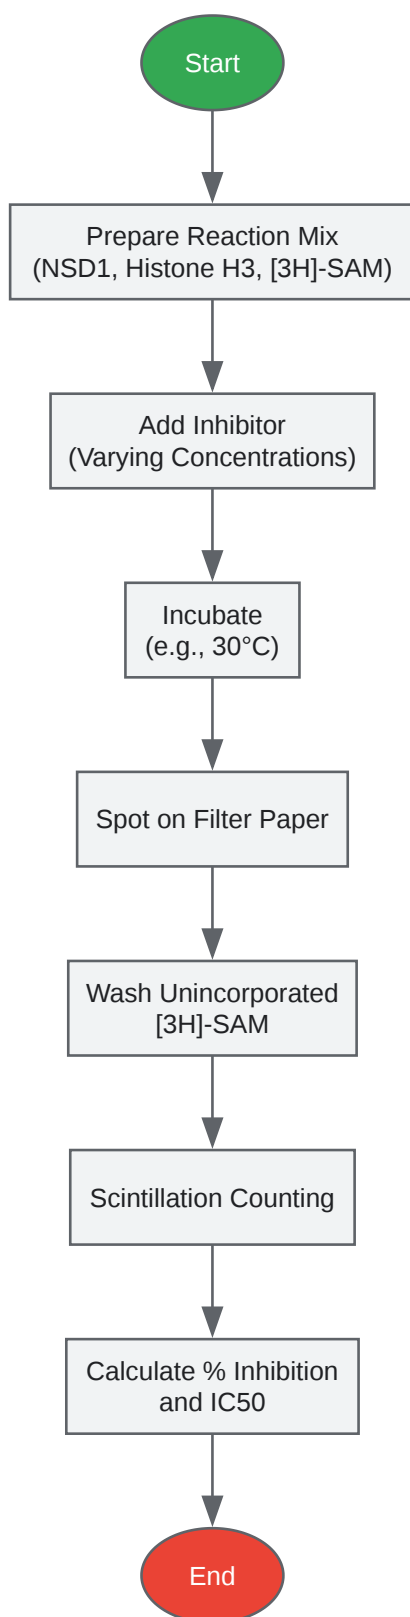 Start
Prepare Reaction Mix
(NSD1, Histone H3, [3H]-SAM)
Add Inhibitor
(Varying Concentrations)
Incubate
(e.g., 30°C)
Spot on Filter Paper
Wash Unincorporated
[3H]-SAM
Scintillation Counting
Calculate % Inhibition
and IC50
End